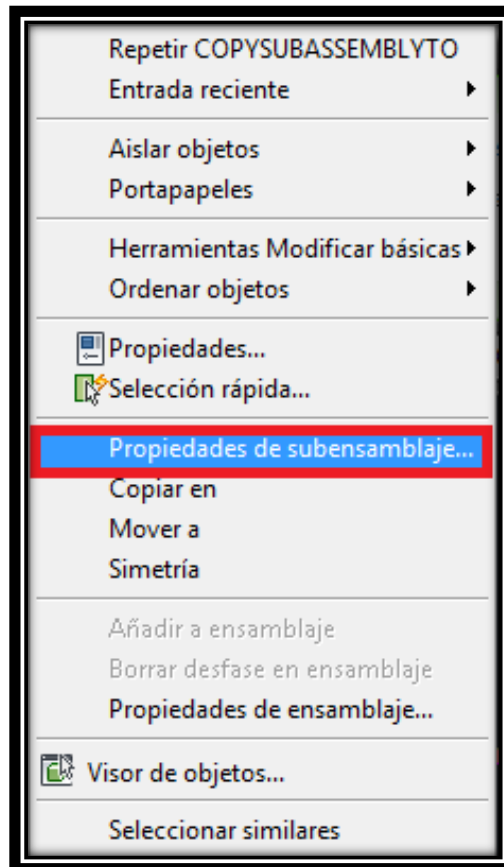 Repetir COPYSUBASSEMBLYTO
Entrada reciente
Aislar objetos
Portapapeles
Herramientas Modificar básicas
Ordenar objetos
Propiedades...
Selección rápida...
Propiedades de subensamblaje...
Copiar en
Mover a
Simetría
Añadir a ensamblaje
Borrar desfase en ensamblaje
Propiedades de ensamblaje...
Visor de objetos...
Seleccionar similares